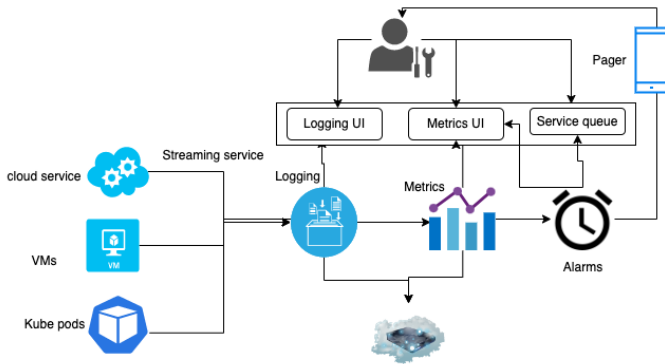 Pager
Logging UI
Metrics UI
Service queue
Streaming service
cloud service
Logging
Metrics
VM
VMs
Alarms
Kube pods